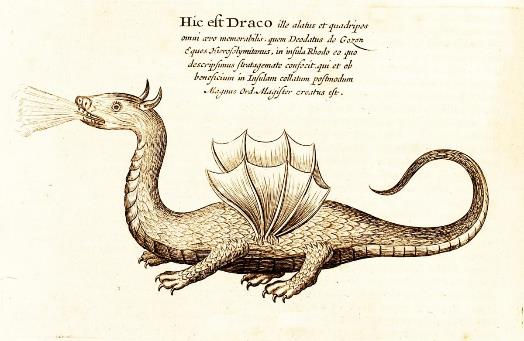 Hic eſt Draco ille alatus et quadripes
omni ævo memorabilis, quem Deodatus de Gozon
Eques Hieroſolymitanus, in inſula Rhodo eo quo
deſcripſimus ſtratagemate confecit, qui et ob
beneficium in Inſulam collatum poſtmodum
Magnus Ord. Magiſter creatus eſt.